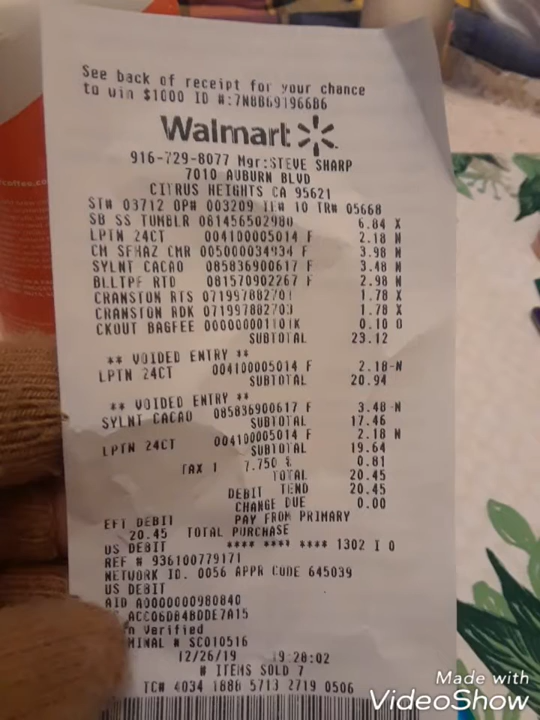 coffee.co
See back of receipt for your chance
to win $1000 ID #:7N8B69196686
Walmart
916-729-8077 Mgr:STEVE SHARP
7010 AUBURN BLVD
CITRUS HEIGHTS CA 95621
ST# 03712 OP# 003209 TE# 10 TR# 05668
SB SS TUMBLR 081456502980 6.84 X
LPTN 24CT 004100005014 F 2.18 N
CM SFHAZ CMR 005000034934 F 3.98 N
SYLNT CACAO 085836900617 F 3.48 N
BLLTPF RTD 081570902267 F 2.98 N
CRANSTON RTS 071997882701 1.78 X
CRANSTON RDK 071997882703 1.78 X
CKOUT BAGFEE 000000001101K 0.10 O
SUBTOTAL 23.12
** VOIDED ENTRY **
LPTN 24CT 004100005014 F 2.18-N
SUBTOTAL 20.94
** VOIDED ENTRY **
SYLNT CACAO 085836900617 F 3.48-N
SUBTOTAL 17.46
LPTN 24CT 004100005014 F 2.18 N
SUBTOTAL 19.64
TAX 1 7.750 % 0.81
TOTAL 20.45
DEBIT TEND 20.45
CHANGE DUE 0.00
EFT DEBIT PAY FROM PRIMARY
20.45 TOTAL PURCHASE
US DEBIT **** **** **** 1302 I 0
REF # 936100779171
NETWORK ID. 0056 APPR CODE 645039
US DEBIT
AID A0000000980840
ACC06D84BDDE7A15
Verified
SC010516
12/26/19 19:28:02
# ITEMS SOLD 7
TC# 4034 1886 5713 2719 0506
Made with
VideoShow